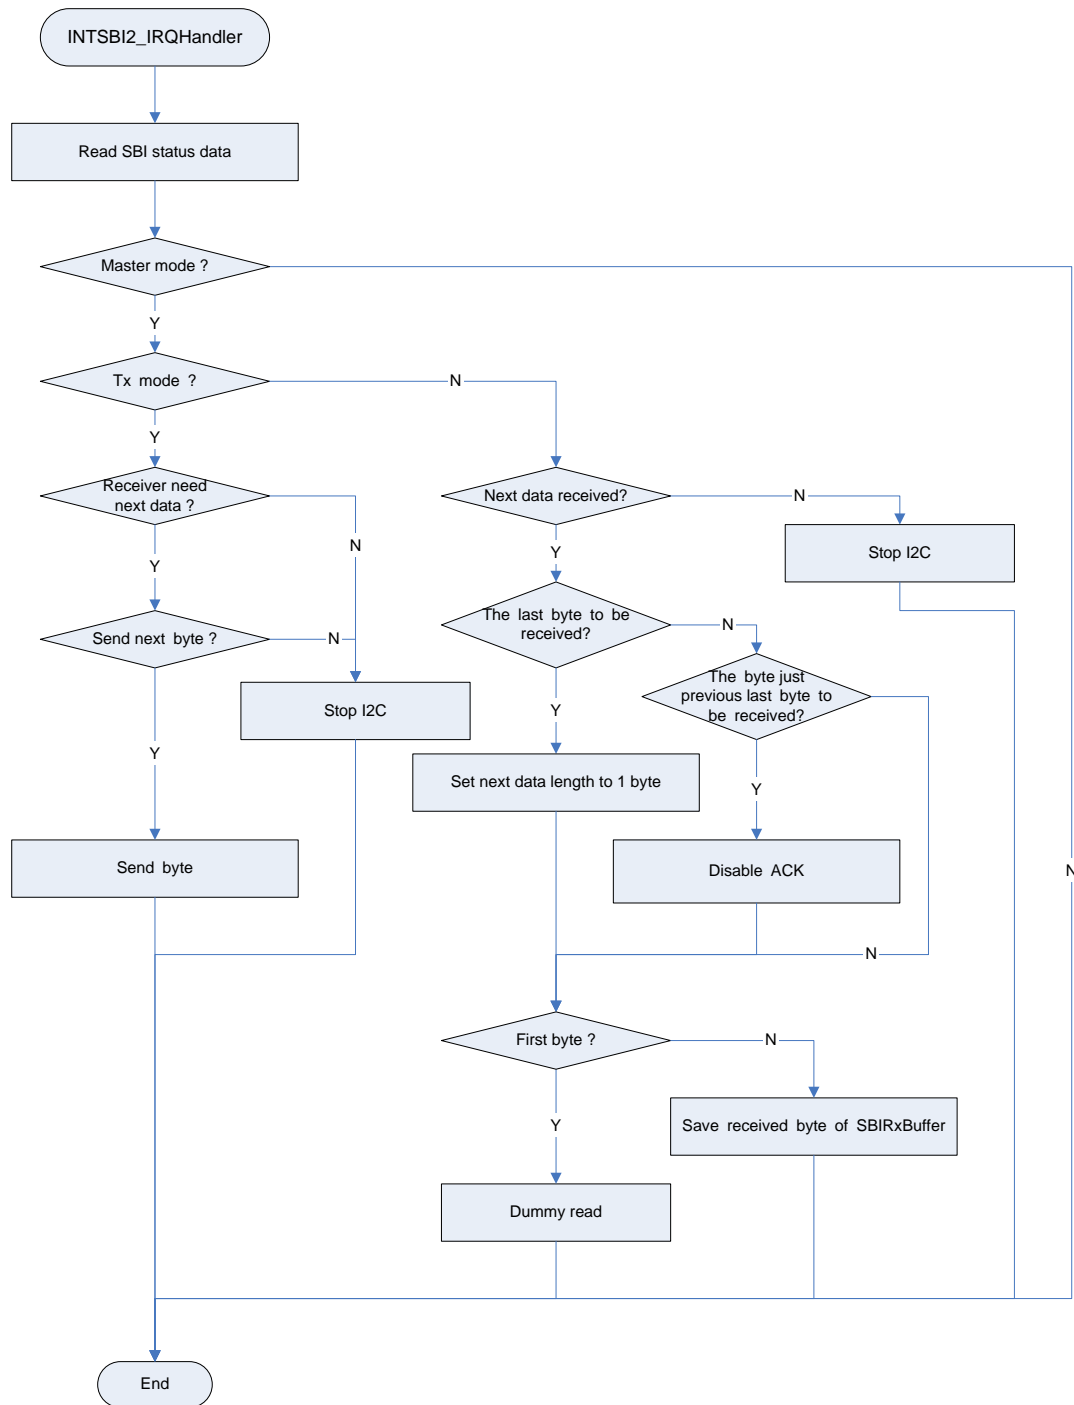 INTSBI2_IRQHandler
Read SBI status data
Master mode ?
Y
Tx mode ?
N
Y
Receiver need
next data ?
Next data received?
N
Stop I2C
N
Y
Y
The last byte to be
received?
N
Send next byte ?
N
The byte just
previous last byte to
be received?
Stop I2C
Y
Y
Set next data length to 1 byte
Y
Send byte
Disable ACK
N
N
First byte ?
N
Save received byte of SBIRxBuffer
Y
Dummy read
End